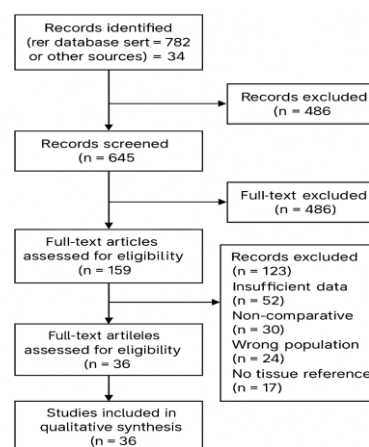 Records identified
(rer database sert = 782
or other sources) = 34
Records excluded
(n = 486
Records screened
(n = 645
Full-text excluded
(n = 486)
Full-text articles
assessed for eligibility
(n = 159
Records excluded
(n = 123)
Insufficient data
(n = 52)
Non-comparative
(n = 30)
Wrong population
(n = 24)
No tissue reference
(n = 17)
Full-text artileles
assessed for eligibility
(n = 36
Studies included in
qualitative synthesis
(n = 36